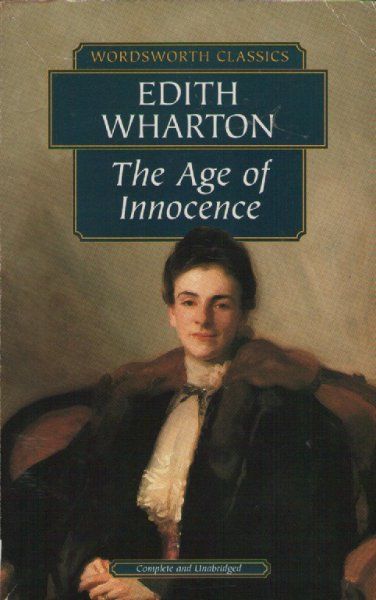 WORDSWORTH CLASSICS
EDITH
WHARTON
The Age of
Innocence
Complete and Unabridged